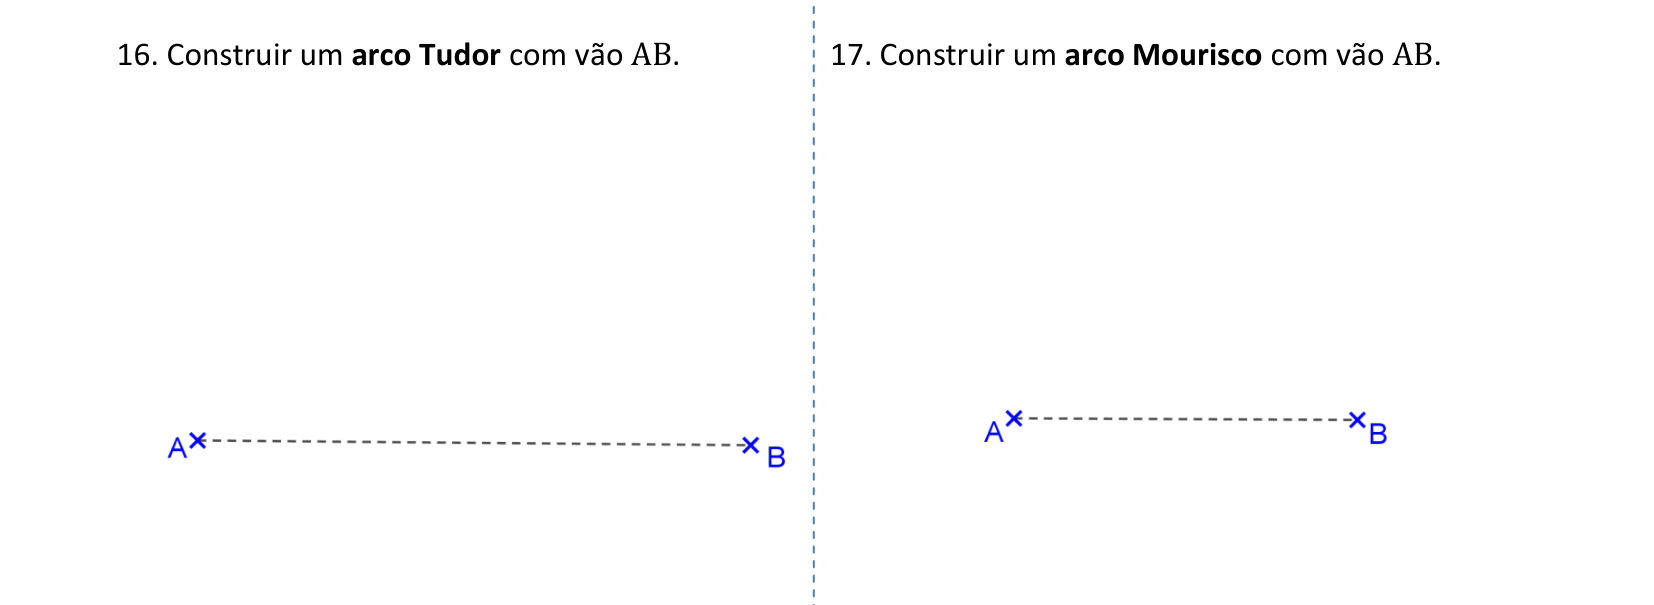 16. Construir um arco Tudor com vão AB.
A
B
17. Construir um arco Mourisco com vão AB.
A
B